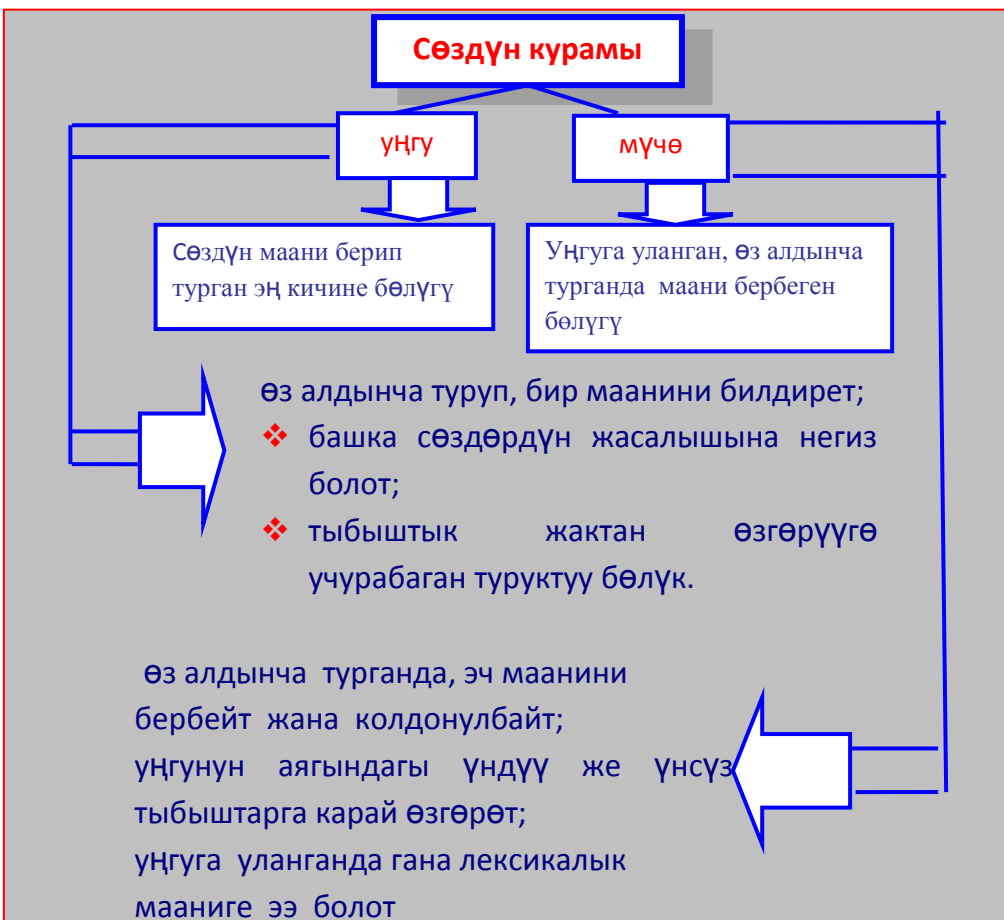 Сөздүн курамы
уңгу
мүчө
Сөздүн маани берип
турган эң кичине бөлүгү
Уңгуга уланган, өз алдынча
турганда маани бербеген
бөлүгү
өз алдынча туруп, бир маанини билдирет;
❖ башка сөздөрдүн жасалышына негиз
болот;
❖ тыбыштык жактан өзгөрүүгө
учурабаган туруктуу бөлүк.
өз алдынча турганда, эч маанини
бербейт жана колдонулбайт;
уңгунун аягындагы үндүү же үнсүз
тыбыштарга карай өзгөрөт;
уңгуга уланганда гана лексикалык
мааниге ээ болот